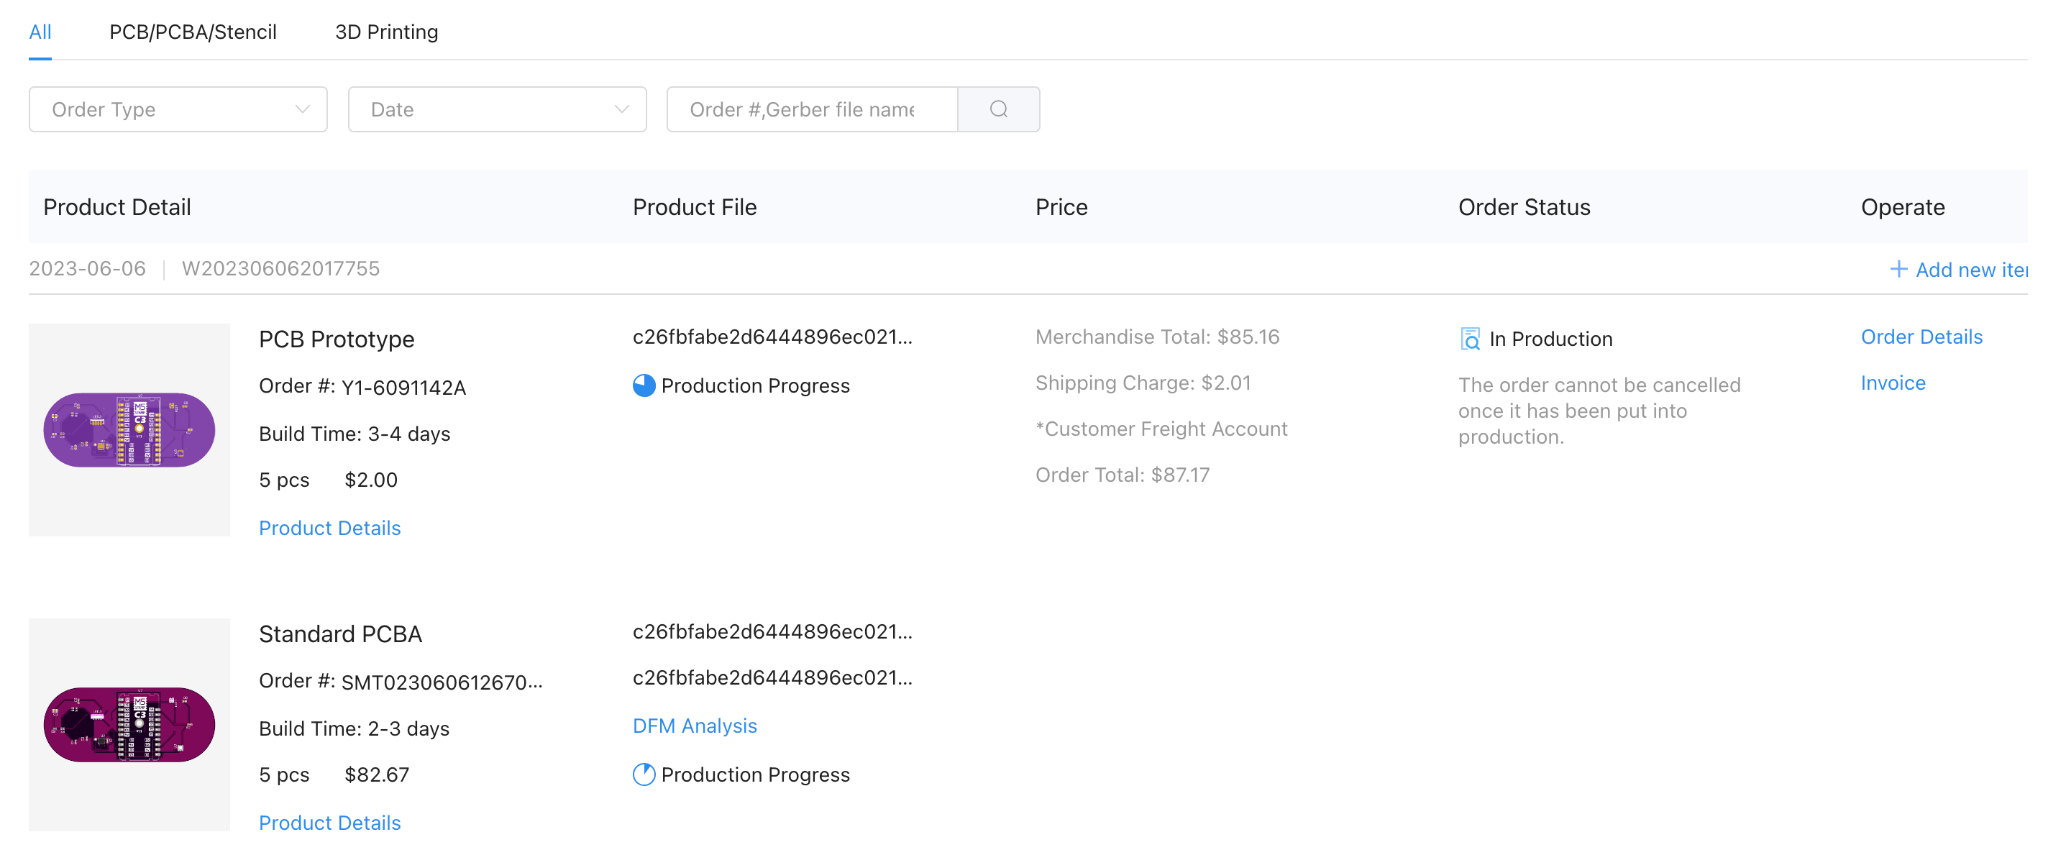 All PCB/PCBA/Stencil 3D Printing
Order Type Date Order #,Gerber file name
Product Detail Product File Price Order Status Operate
2023-06-06 W202306062017755 + Add new iter
PCB Prototype
Order #: Y1-6091142A
Build Time: 3-4 days
5 pcs $2.00
Product Details
c26fbfabe2d6444896ec021...
Production Progress
Merchandise Total: $85.16
Shipping Charge: $2.01
*Customer Freight Account
Order Total: $87.17
In Production
The order cannot be cancelled
once it has been put into
production.
Order Details
Invoice
Standard PCBA
Order #: SMT023060612670...
Build Time: 2-3 days
5 pcs $82.67
Product Details
c26fbfabe2d6444896ec021...
c26fbfabe2d6444896ec021...
DFM Analysis
Production Progress